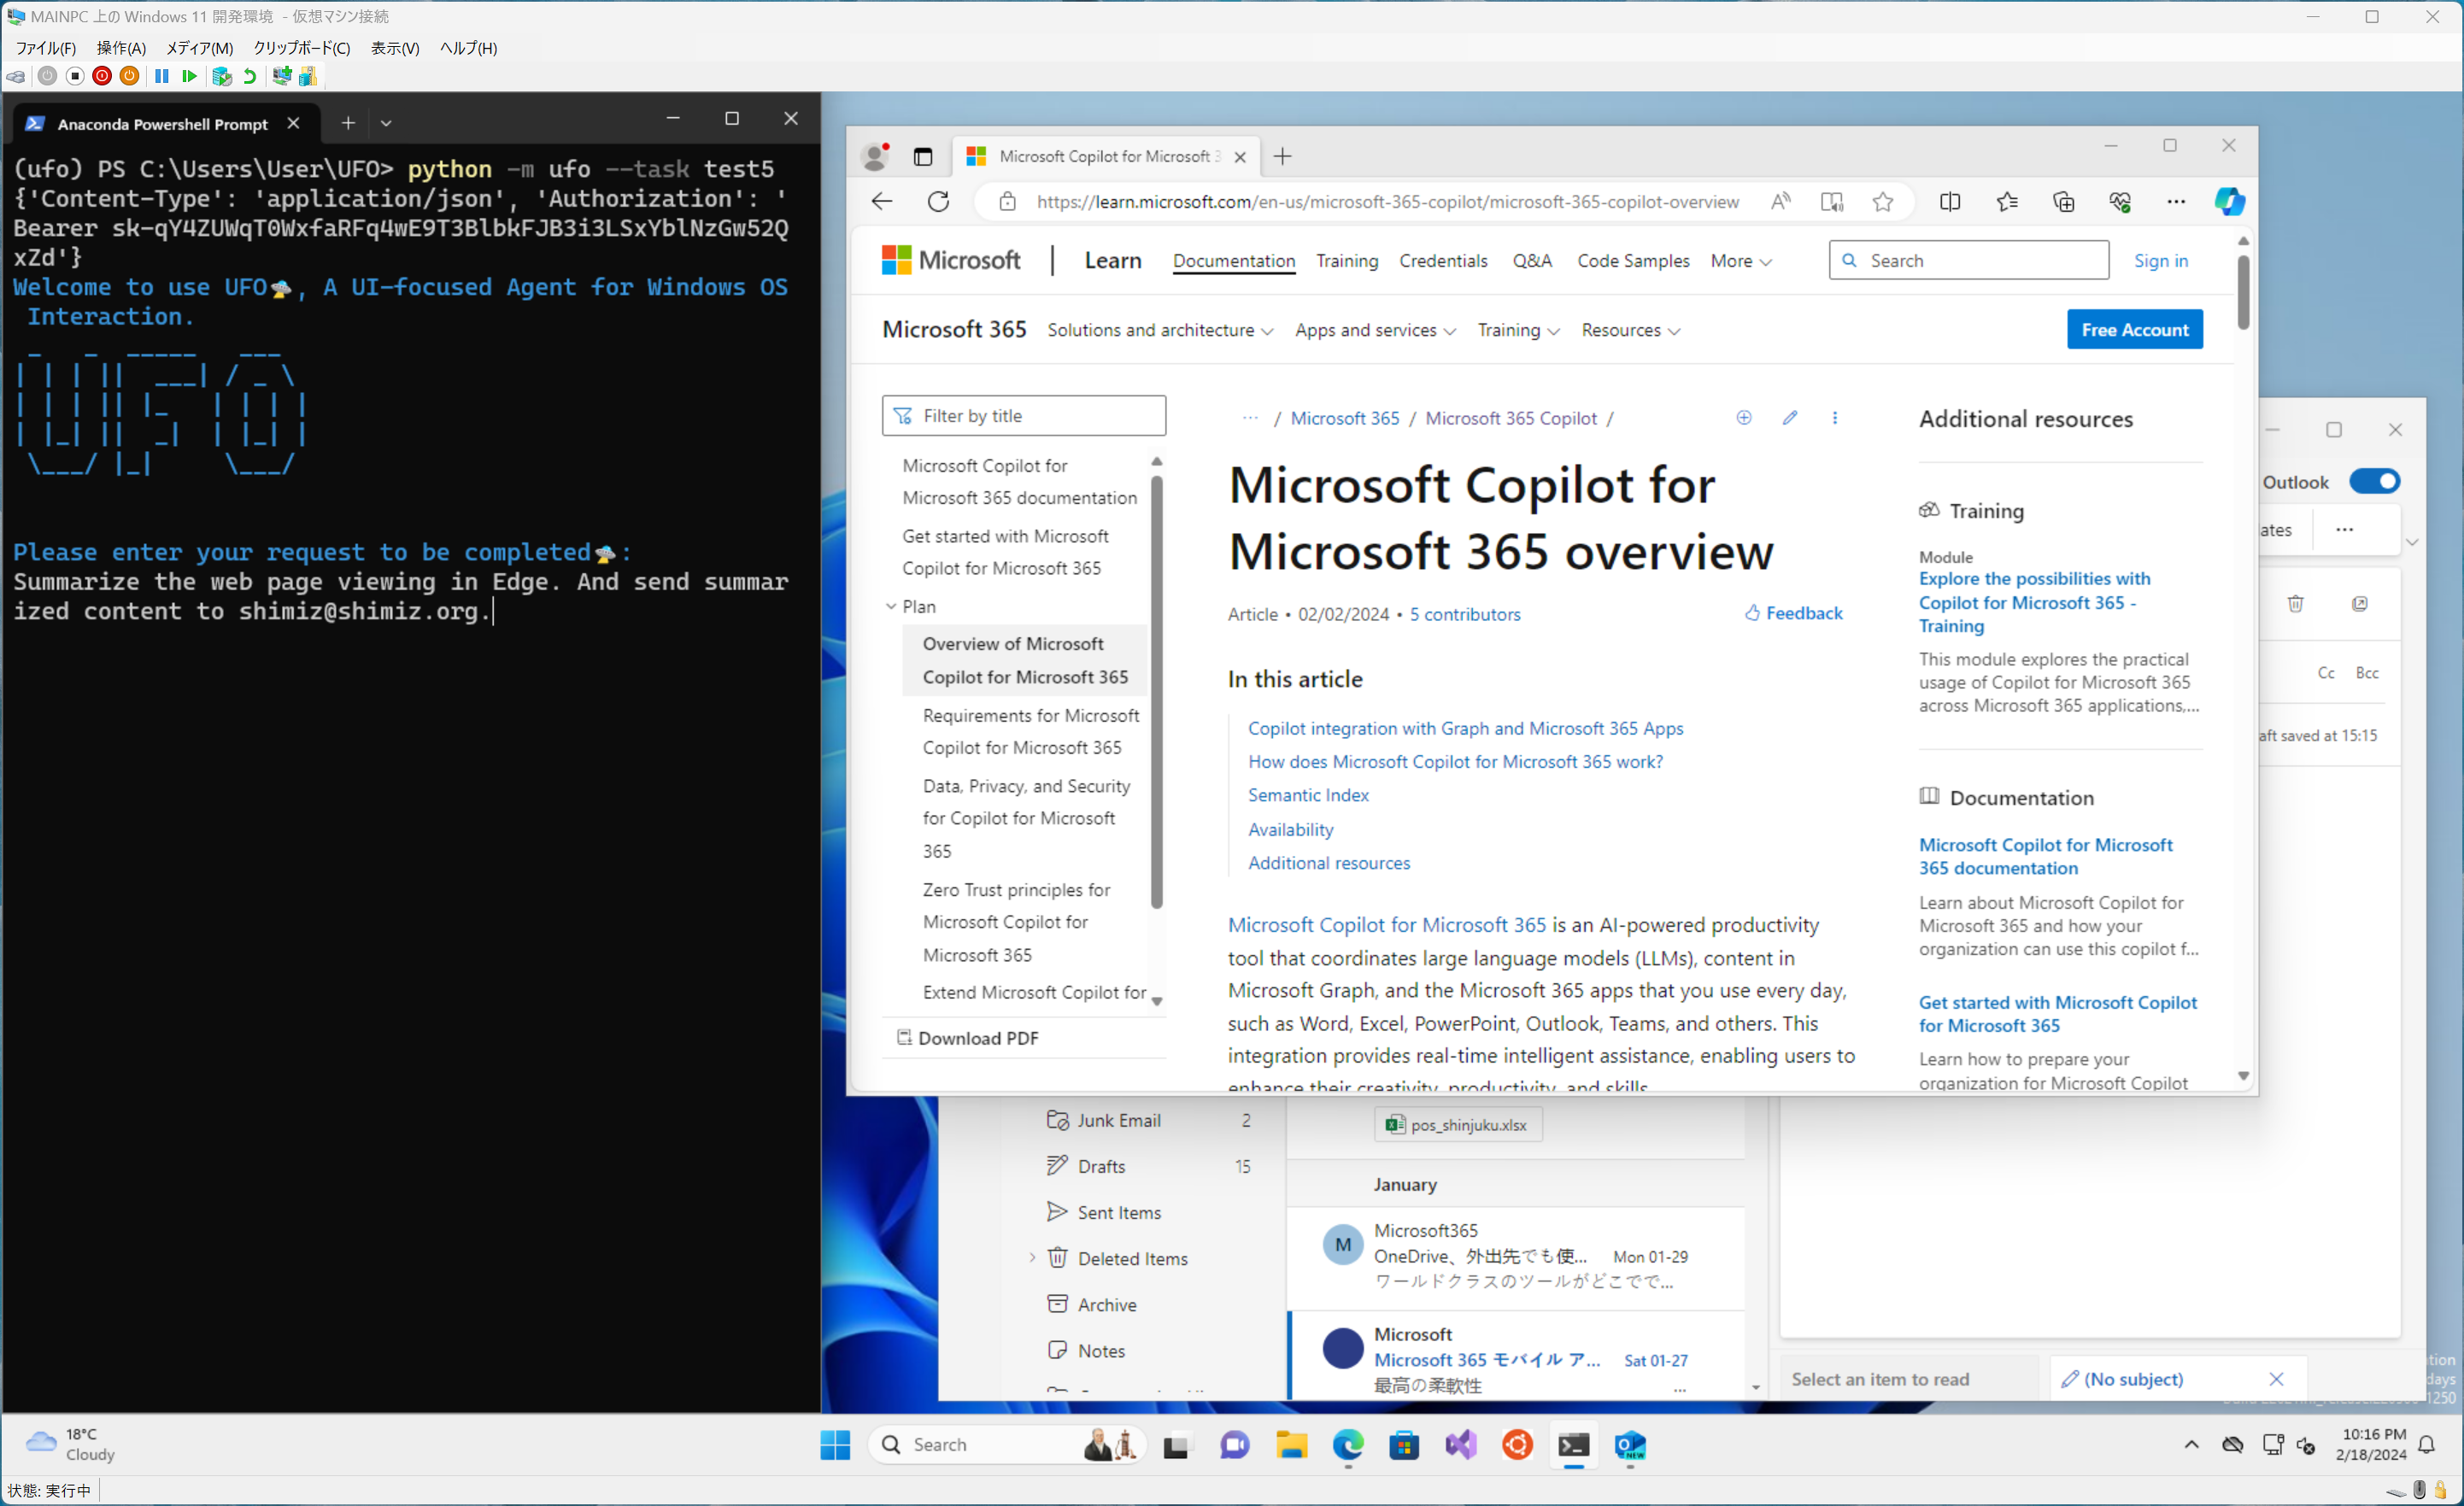 MAINPC 上の Windows 11 開発環境 - 仮想マシン接続
ファイル(F) 操作(A) メディア(M) クリップボード(C) 表示(V) ヘルプ(H)
Anaconda Powershell Prompt
(ufo) PS C:\Users\User\UFO> python -m ufo --task test5
{'Content-Type': 'application/json', 'Authorization': '
Bearer sk-qY4ZUWqT0WxfaRFq4wE9T3BlbkFJB3i3LSxYblNzGw52Q
xZd'}
Welcome to use UFO🛸, A UI-focused Agent for Windows OS
Interaction.
UFO
Please enter your request to be completed🛸:
Summarize the web page viewing in Edge. And send summar
ized content to shimiz@shimiz.org.
Microsoft Copilot for Microsoft 3
https://learn.microsoft.com/en-us/microsoft-365-copilot/microsoft-365-copilot-overview
Microsoft Learn Documentation Training Credentials Q&A Code Samples More Search Sign in
Microsoft 365 Solutions and architecture Apps and services Training Resources Free Account
Filter by title
Microsoft Copilot for
Microsoft 365 documentation
Get started with Microsoft
Copilot for Microsoft 365
Plan
Overview of Microsoft
Copilot for Microsoft 365
Requirements for Microsoft
Copilot for Microsoft 365
Data, Privacy, and Security
for Copilot for Microsoft
365
Zero Trust principles for
Microsoft Copilot for
Microsoft 365
Extend Microsoft Copilot for
Download PDF
··· / Microsoft 365 / Microsoft 365 Copilot /
Microsoft Copilot for
Microsoft 365 overview
Article • 02/02/2024 • 5 contributors
Feedback
In this article
Copilot integration with Graph and Microsoft 365 Apps
How does Microsoft Copilot for Microsoft 365 work?
Semantic Index
Availability
Additional resources
Microsoft Copilot for Microsoft 365 is an AI-powered productivity
tool that coordinates large language models (LLMs), content in
Microsoft Graph, and the Microsoft 365 apps that you use every day,
such as Word, Excel, PowerPoint, Outlook, Teams, and others. This
integration provides real-time intelligent assistance, enabling users to
enhance their creativity, productivity, and skills.
Additional resources
Training
Module
Explore the possibilities with
Copilot for Microsoft 365 -
Training
This module explores the practical
usage of Copilot for Microsoft 365
across Microsoft 365 applications,...
Documentation
Microsoft Copilot for Microsoft
365 documentation
Learn about Microsoft Copilot for
Microsoft 365 and how your
organization can use this copilot f...
Get started with Microsoft Copilot
for Microsoft 365
Learn how to prepare your
organization for Microsoft Copilot
Outlook
ates
Cc Bcc
aft saved at 15:15
Junk Email 2
Drafts 15
Sent Items
Deleted Items
Archive
Notes
pos_shinjuku.xlsx
January
M
Microsoft365
OneDrive、外出先でも使... Mon 01-29
ワールドクラスのツールがどこでで...
Microsoft
Microsoft 365 モバイル ア... Sat 01-27
最高の柔軟性
Select an item to read
(No subject)
tion
days
1250
18°C
Cloudy
Search
NEW
10:16 PM
2/18/2024
状態: 実行中